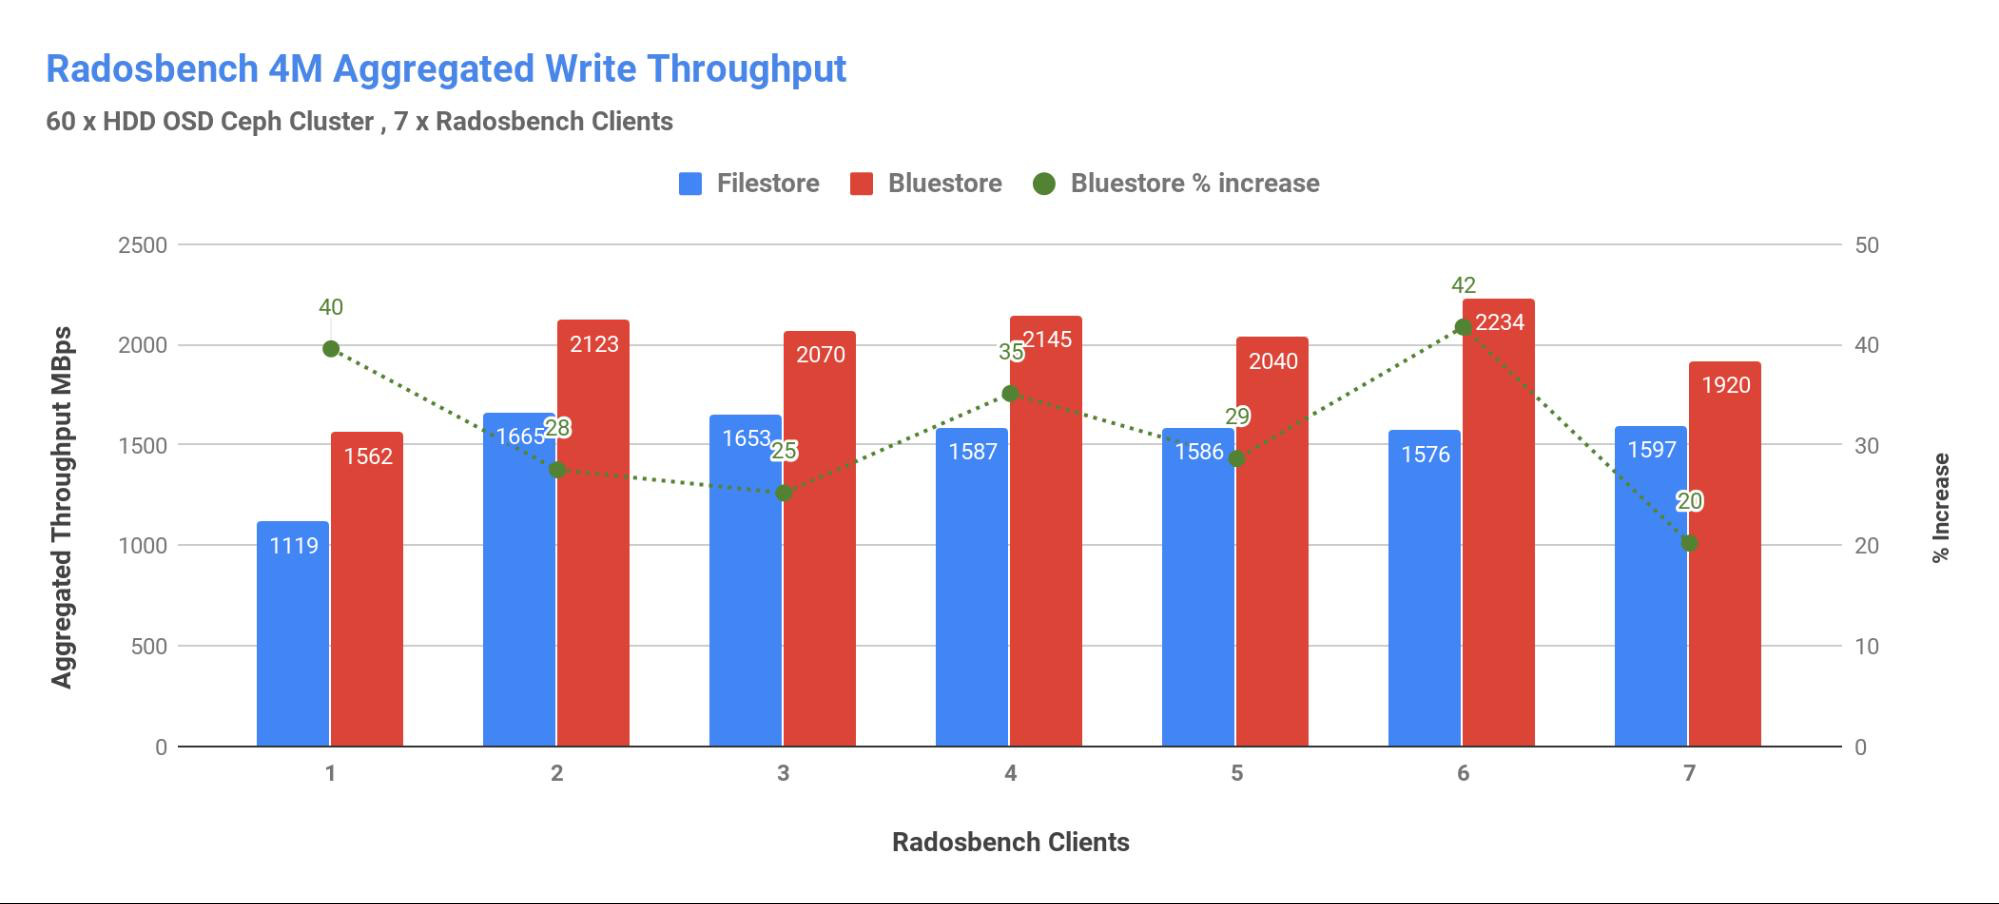 Radosbench 4M Aggregated Write Throughput
60 x HDD OSD Ceph Cluster , 7 x Radosbench Clients
Filestore Bluestore Bluestore % increase
2500 50
42
40
2234
2123 2145
2000 35 40
2070 2040
1920
29
28
1665 1653 25
1500 30
1562 1587 1586 1576 1597
20
1119
1000 20
500 10
0 0
1 2 3 4 5 6 7
Aggregated Throughput MBps
% Increase
Radosbench Clients